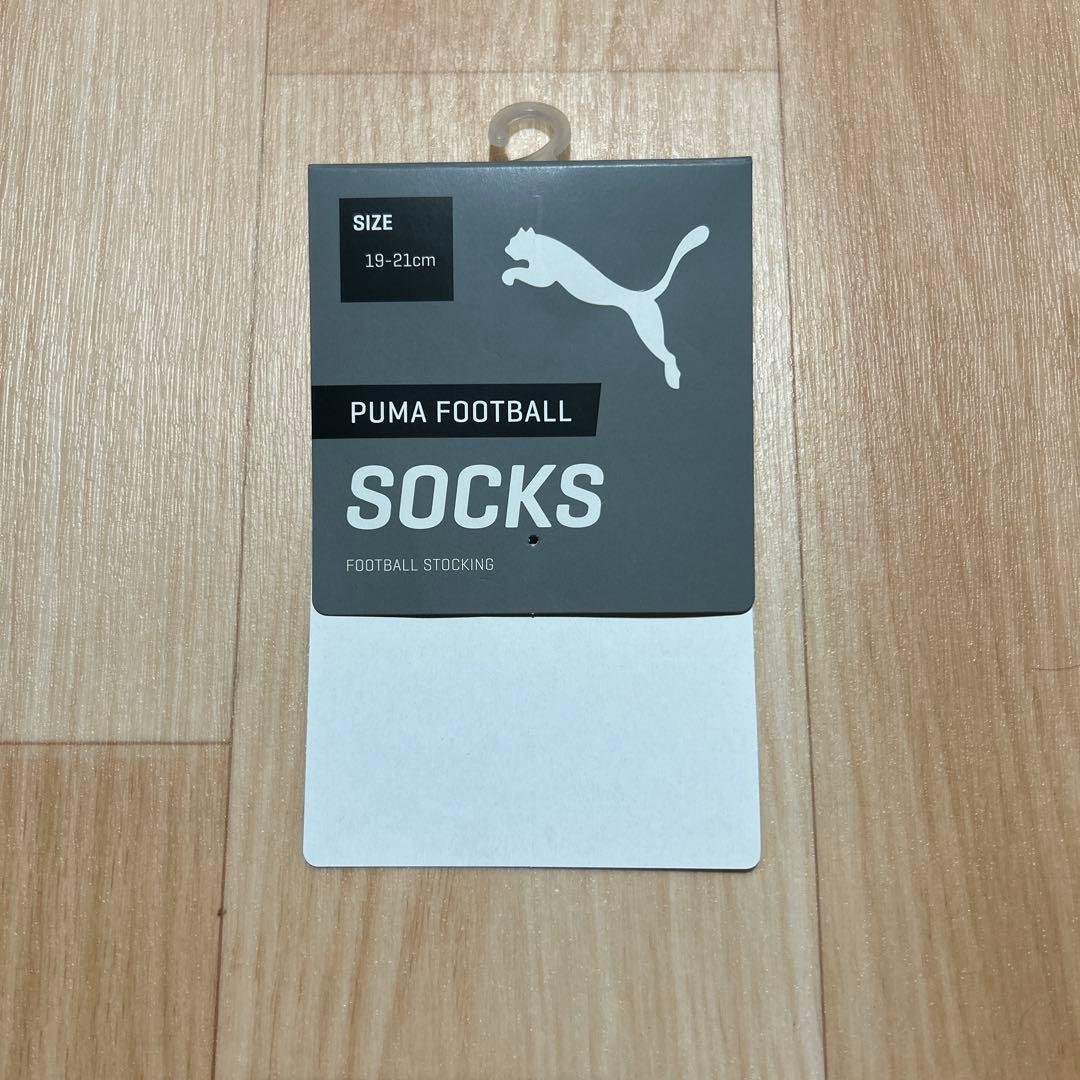 SIZE
19-21cm
PUMA FOOTBALL
SOCKS
FOOTBALL STOCKING